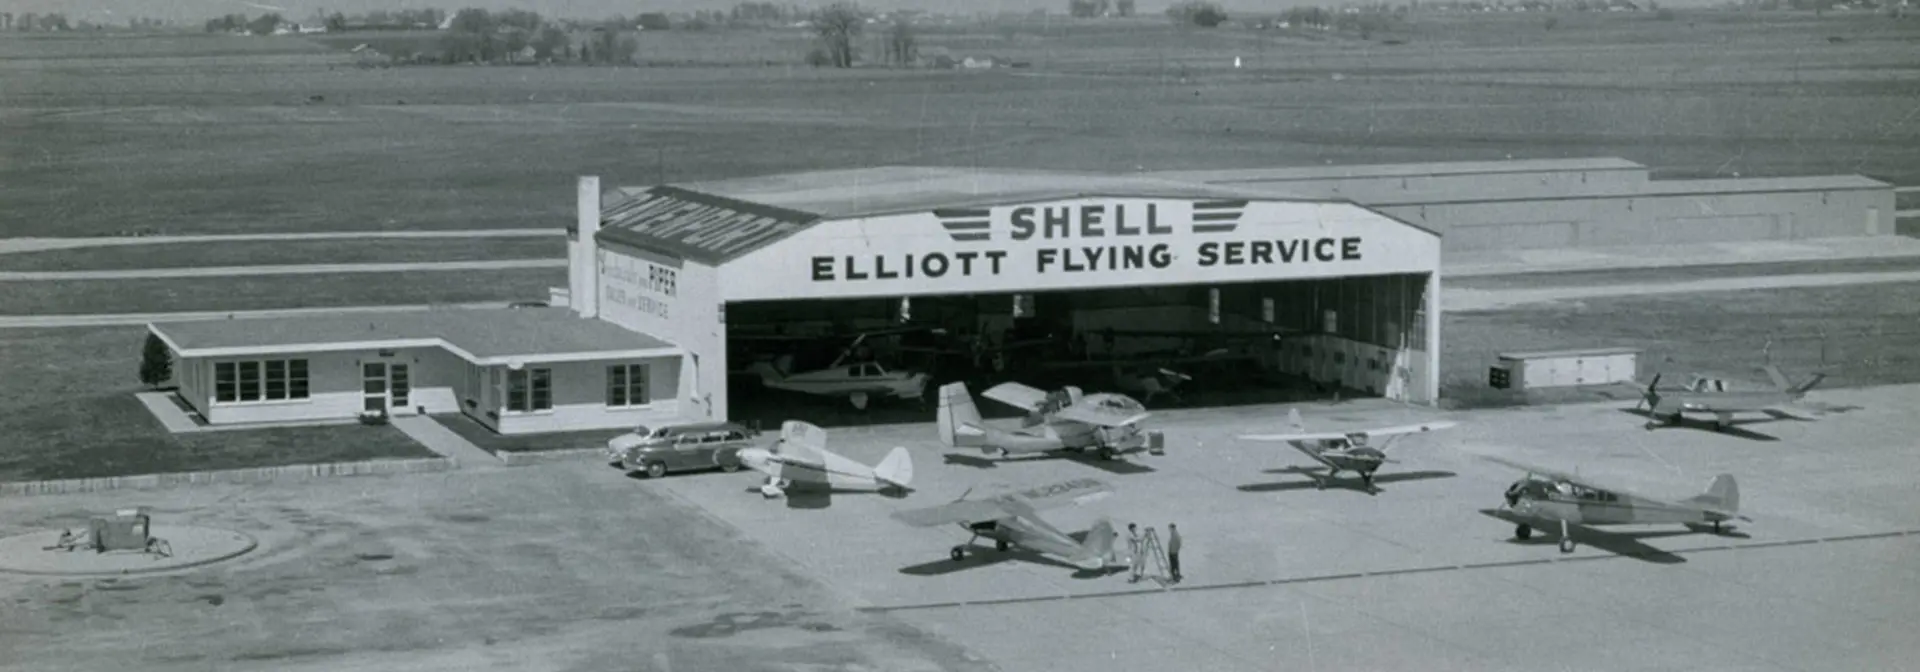 DAVENPORT
SHELL
ELLIOTT FLYING SERVICE
PIPER
SALES AND SERVICE